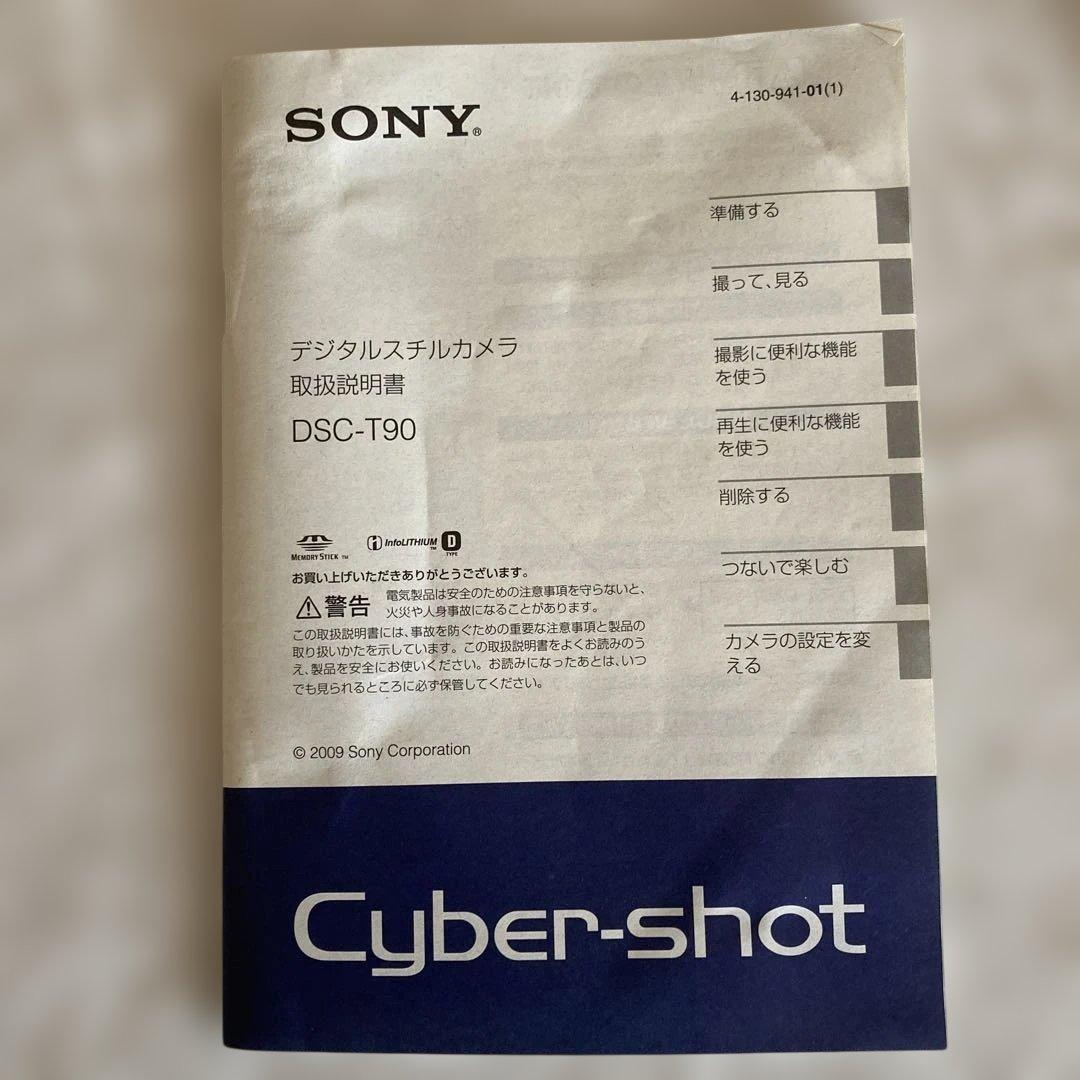 SONY®
4-130-941-01(1)
準備する
撮って、見る
撮影に便利な機能
を使う
再生に便利な機能
を使う
削除する
つないで楽しむ
カメラの設定を変
える
デジタルスチルカメラ
取扱説明書
DSC-T90
MEMORY STICK TM
InfoLITHIUM TM D TYPE
お買い上げいただきありがとうございます。
警告
電気製品は安全のための注意事項を守らないと、
火災や人身事故になることがあります。
この取扱説明書には、事故を防ぐための重要な注意事項と製品の
取り扱いかたを示しています。この取扱説明書をよくお読みのう
え、製品を安全にお使いください。お読みになったあとは、いつ
でも見られるところに必ず保管してください。
© 2009 Sony Corporation
Cyber-shot